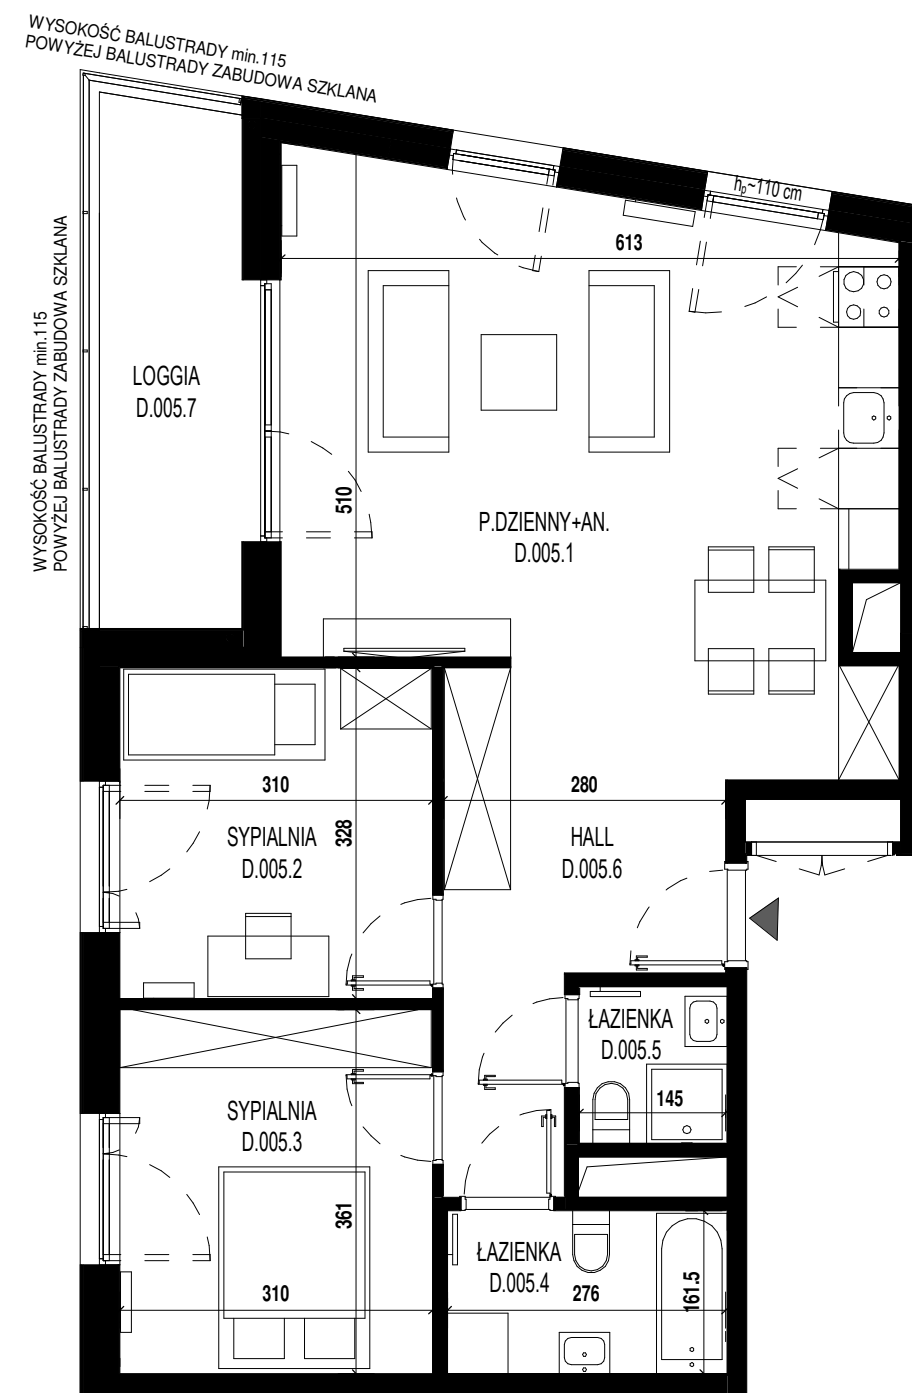 WYSOKOŚĆ BALUSTRADY min.115
POWYŻEJ BALUSTRADY ZABUDOWA SZKLANA
hp~110 cm
613
WYSOKOŚĆ BALUSTRADY min.115
POWYŻEJ BALUSTRADY ZABUDOWA SZKLANA
LOGGIA
D.005.7
510
P.DZIENNY+AN.
D.005.1
310
280
328
SYPIALNIA
D.005.2
HALL
D.005.6
ŁAZIENKA
D.005.5
145
SYPIALNIA
D.005.3
361
310
ŁAZIENKA
D.005.4
276
161.5